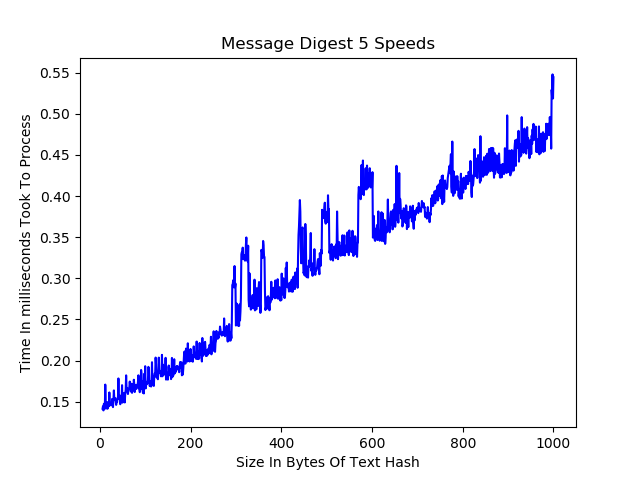 Message Digest 5 Speeds
0.55
0.50
0.45
0.40
0.35
0.30
0.25
0.20
0.15
Time In milliseconds Took To Process
0 200 400 600 800 1000
Size In Bytes Of Text Hash